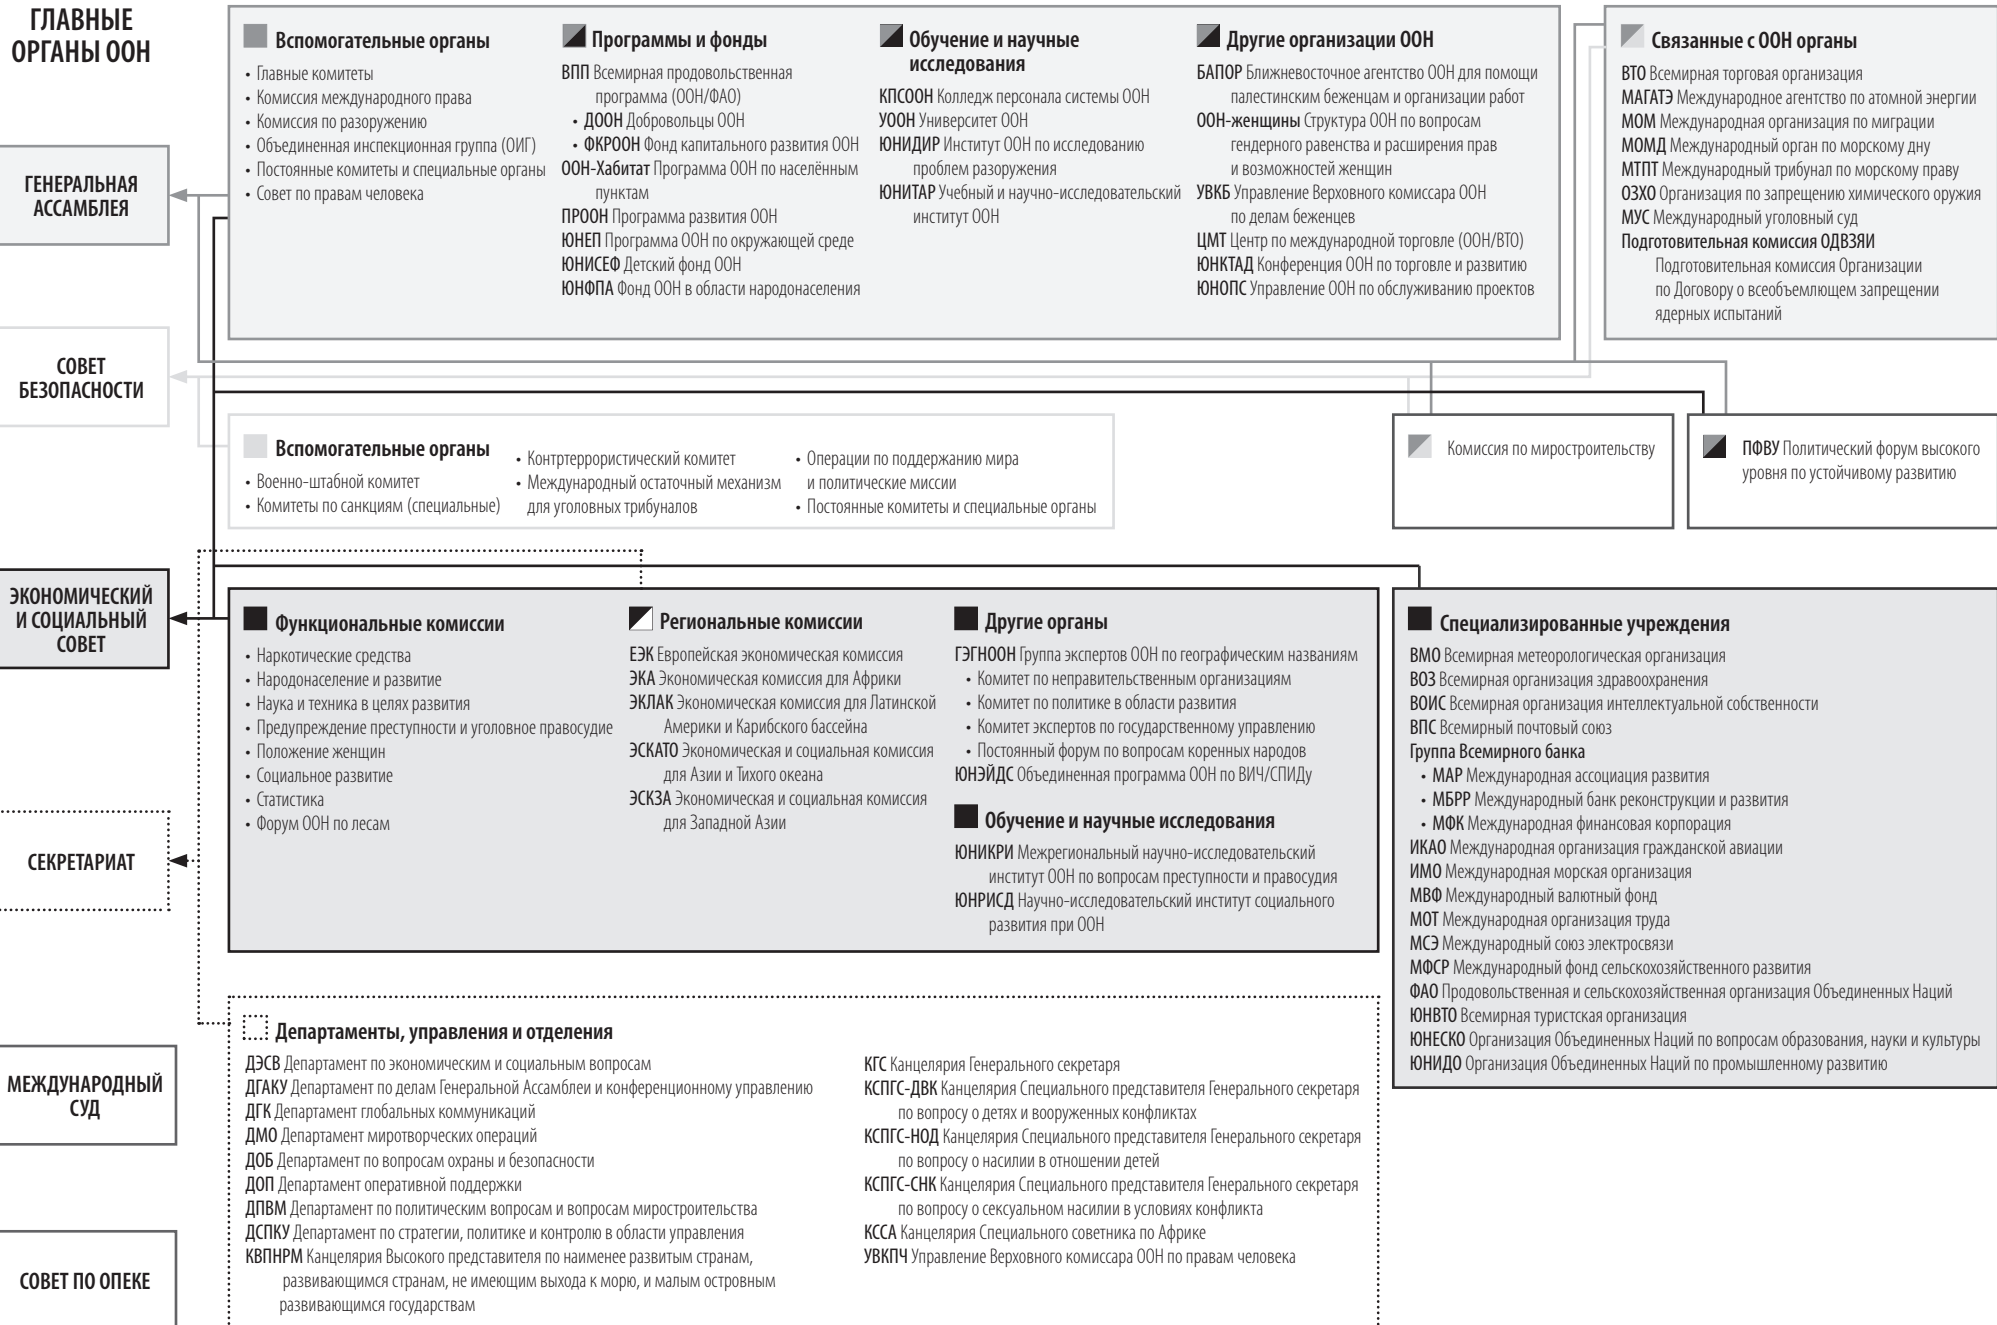 ГЛАВНЫЕ
ОРГАНЫ ООН
ГЕНЕРАЛЬНАЯ
АССАМБЛЕЯ
Вспомогательные органы
• Главные комитеты
• Комиссия международного права
• Комиссия по разоружению
• Объединенная инспекционная группа (ОИГ)
• Постоянные комитеты и специальные органы
• Совет по правам человека
Программы и фонды
ВПП Всемирная продовольственная
программа (ООН/ФАО)
• ДООН Добровольцы ООН
• ФКРООН Фонд капитального развития ООН
ООН-Хабитат Программа ООН по населённым
пунктам
ПРООН Программа развития ООН
ЮНЕП Программа ООН по окружающей среде
ЮНИСЕФ Детский фонд ООН
ЮНФПА Фонд ООН в области народонаселения
Обучение и научные
исследования
КПСООН Колледж персонала системы ООН
УООН Университет ООН
ЮНИДИР Институт ООН по исследованию
проблем разоружения
ЮНИТАР Учебный и научно-исследовательский
институт ООН
Другие организации ООН
БАПОР Ближневосточное агентство ООН для помощи
палестинским беженцам и организации работ
ООН-женщины Структура ООН по вопросам
гендерного равенства и расширения прав
и возможностей женщин
УВКБ Управление Верховного комиссара ООН
по делам беженцев
ЦМТ Центр по международной торговле (ООН/ВТО)
ЮНКТАД Конференция ООН по торговле и развитию
ЮНОПС Управление ООН по обслуживанию проектов
Связанные с ООН органы
ВТО Всемирная торговая организация
МАГАТЭ Международное агентство по атомной энергии
МОМ Международная организация по миграции
МОМД Международный орган по морскому дну
МТПТ Международный трибунал по морскому праву
ОЗХО Организация по запрещению химического оружия
МУС Международный уголовный суд
Подготовительная комиссия ОДВЗЯИ
Подготовительная комиссия Организации
по Договору о всеобъемлющем запрещении
ядерных испытаний
СОВЕТ
БЕЗОПАСНОСТИ
Вспомогательные органы
• Военно-штабной комитет
• Комитеты по санкциям (специальные)
• Контртеррористический комитет
• Международный остаточный механизм
для уголовных трибуналов
• Операции по поддержанию мира
и политические миссии
• Постоянные комитеты и специальные органы
Комиссия по миростроительству
ПФВУ Политический форум высокого
уровня по устойчивому развитию
ЭКОНОМИЧЕСКИЙ
И СОЦИАЛЬНЫЙ
СОВЕТ
Функциональные комиссии
• Наркотические средства
• Народонаселение и развитие
• Наука и техника в целях развития
• Предупреждение преступности и уголовное правосудие
• Положение женщин
• Социальное развитие
• Статистика
• Форум ООН по лесам
Региональные комиссии
ЕЭК Европейская экономическая комиссия
ЭКА Экономическая комиссия для Африки
ЭКЛАК Экономическая комиссия для Латинской
Америки и Карибского бассейна
ЭСКАТО Экономическая и социальная комиссия
для Азии и Тихого океана
ЭСКЗА Экономическая и социальная комиссия
для Западной Азии
Другие органы
ГЭГНООН Группа экспертов ООН по географическим названиям
• Комитет по неправительственным организациям
• Комитет по политике в области развития
• Комитет экспертов по государственному управлению
• Постоянный форум по вопросам коренных народов
ЮНЭЙДС Объединенная программа ООН по ВИЧ/СПИДу
Обучение и научные исследования
ЮНИКРИ Межрегиональный научно-исследовательский
институт ООН по вопросам преступности и правосудия
ЮНРИСД Научно-исследовательский институт социального
развития при ООН
Специализированные учреждения
ВМО Всемирная метеорологическая организация
ВОЗ Всемирная организация здравоохранения
ВОИС Всемирная организация интеллектуальной собственности
ВПС Всемирный почтовый союз
Группа Всемирного банка
• МАР Международная ассоциация развития
• МБРР Международный банк реконструкции и развития
• МФК Международная финансовая корпорация
ИКАО Международная организация гражданской авиации
ИМО Международная морская организация
МВФ Международный валютный фонд
МОТ Международная организация труда
МСЭ Международный союз электросвязи
МФСР Международный фонд сельскохозяйственного развития
ФАО Продовольственная и сельскохозяйственная организация Объединенных Наций
ЮНВТО Всемирная туристская организация
ЮНЕСКО Организация Объединенных Наций по вопросам образования, науки и культуры
ЮНИДО Организация Объединенных Наций по промышленному развитию
СЕКРЕТАРИАТ
Департаменты, управления и отделения
ДЭСВ Департамент по экономическим и социальным вопросам
ДГАКУ Департамент по делам Генеральной Ассамблеи и конференционному управлению
ДГК Департамент глобальных коммуникаций
ДМО Департамент миротворческих операций
ДОБ Департамент по вопросам охраны и безопасности
ДОП Департамент оперативной поддержки
ДПВМ Департамент по политическим вопросам и вопросам миростроительства
ДСПКУ Департамент по стратегии, политике и контролю в области управления
КВПНРМ Канцелярия Высокого представителя по наименее развитым странам,
развивающимся странам, не имеющим выхода к морю, и малым островным
развивающимся государствам
КГС Канцелярия Генерального секретаря
КСПГС-ДВК Канцелярия Специального представителя Генерального секретаря
по вопросу о детях и вооруженных конфликтах
КСПГС-НОД Канцелярия Специального представителя Генерального секретаря
по вопросу о насилии в отношении детей
КСПГС-СНК Канцелярия Специального представителя Генерального секретаря
по вопросу о сексуальном насилии в условиях конфликта
КССА Канцелярия Специального советника по Африке
УВКПЧ Управление Верховного комиссара ООН по правам человека
МЕЖДУНАРОДНЫЙ
СУД
СОВЕТ ПО ОПЕКЕ